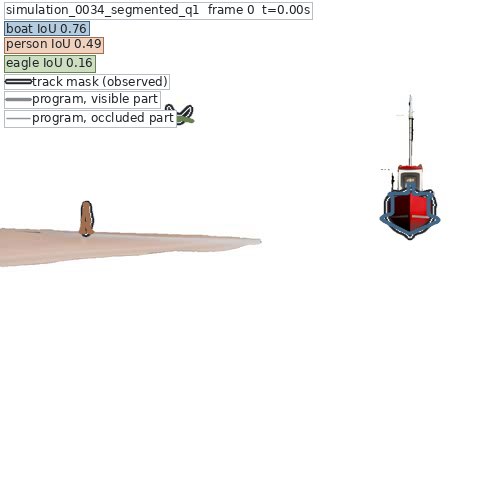 simulation_0034_segmented_q1  frame 0  t=0.00s
boat IoU 0.76
person IoU 0.49
eagle IoU 0.16
track mask (observed)
program, visible part
program, occluded part